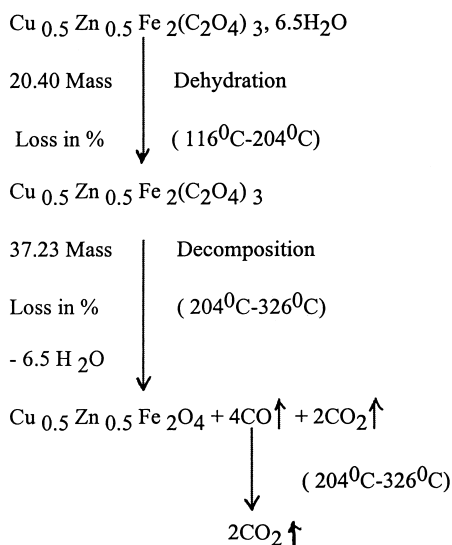 Cu 0.5 Zn 0.5 Fe 2(C2O4) 3, 6.5H2O
20.40 Mass Dehydration
Loss in % ( 116⁰C-204⁰C)
Cu 0.5 Zn 0.5 Fe 2(C2O4) 3
37.23 Mass Decomposition
Loss in % ( 204⁰C-326⁰C)
- 6.5 H 2O
Cu 0.5 Zn 0.5 Fe 2O4 + 4CO↑ + 2CO2↑
( 204⁰C-326⁰C)
2CO2↑